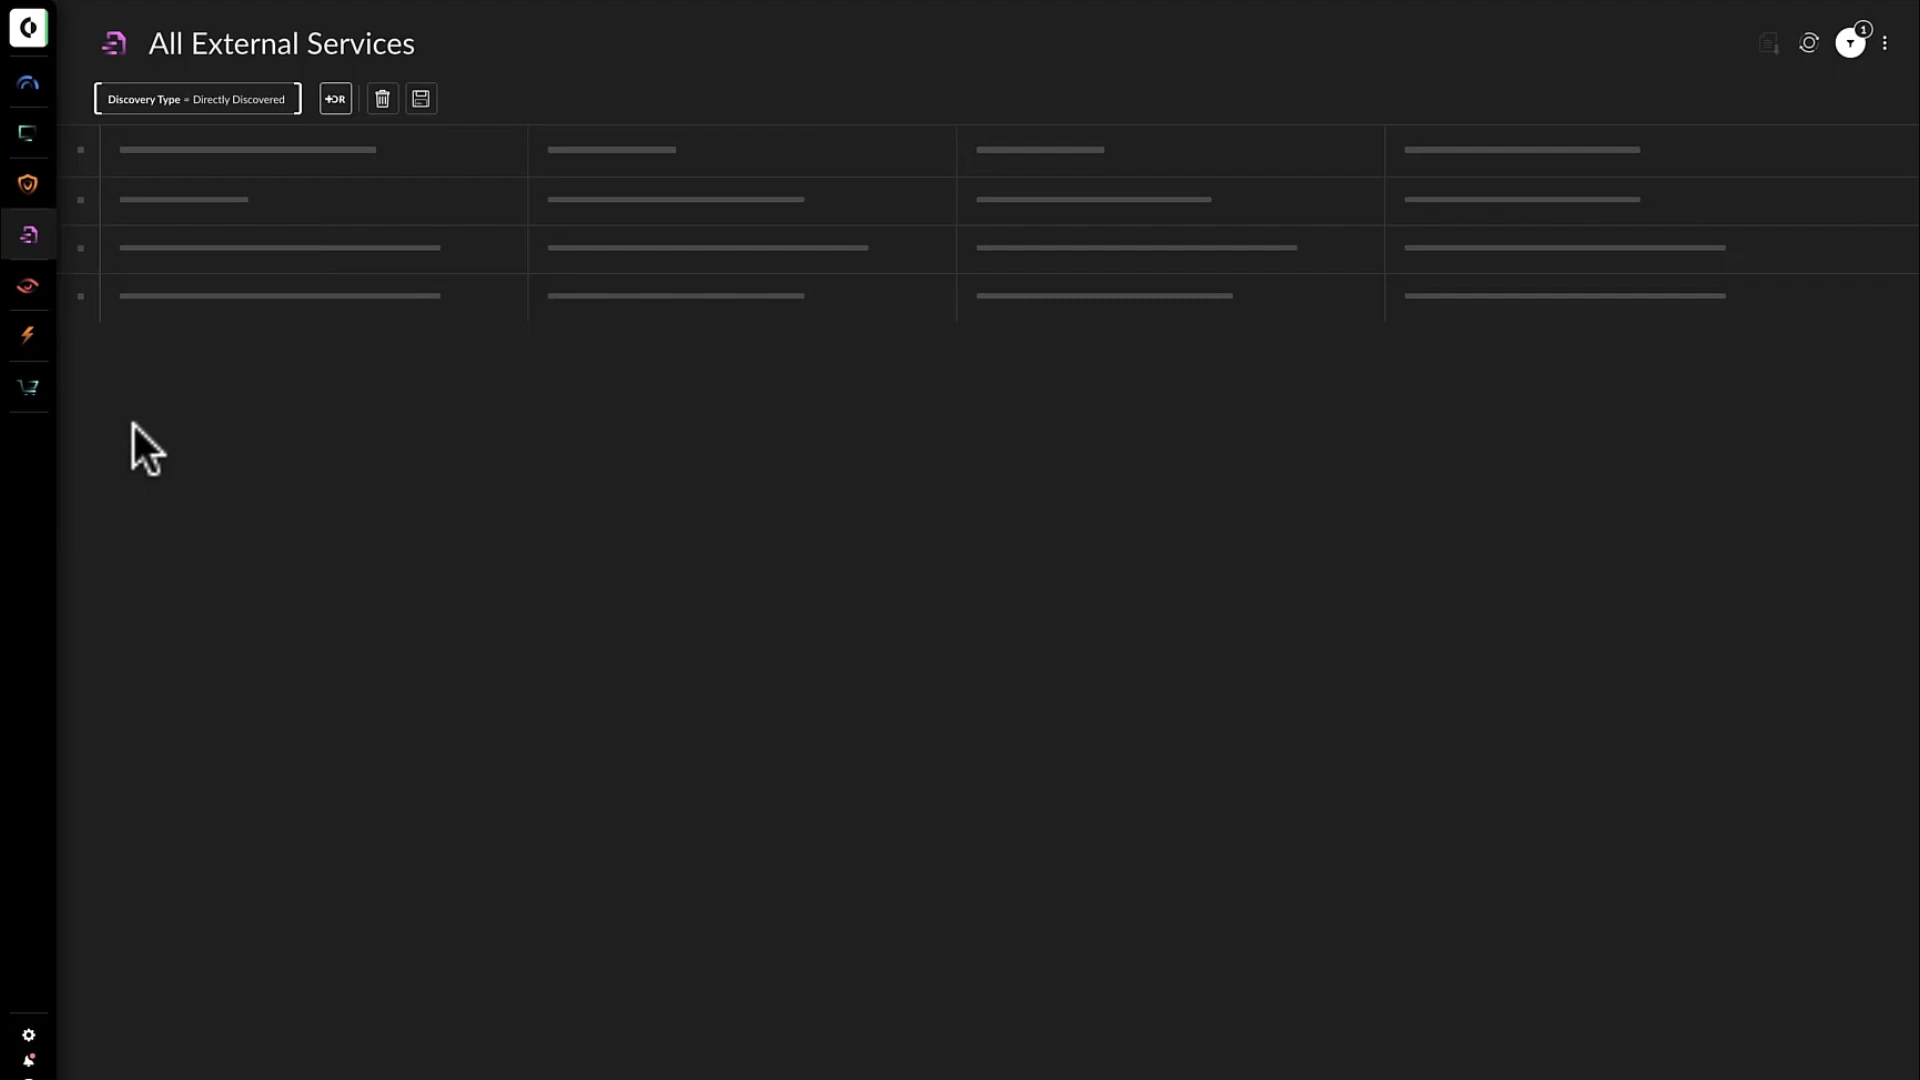 All External Services
1
Discovery Type = Directly Discovered
+OR